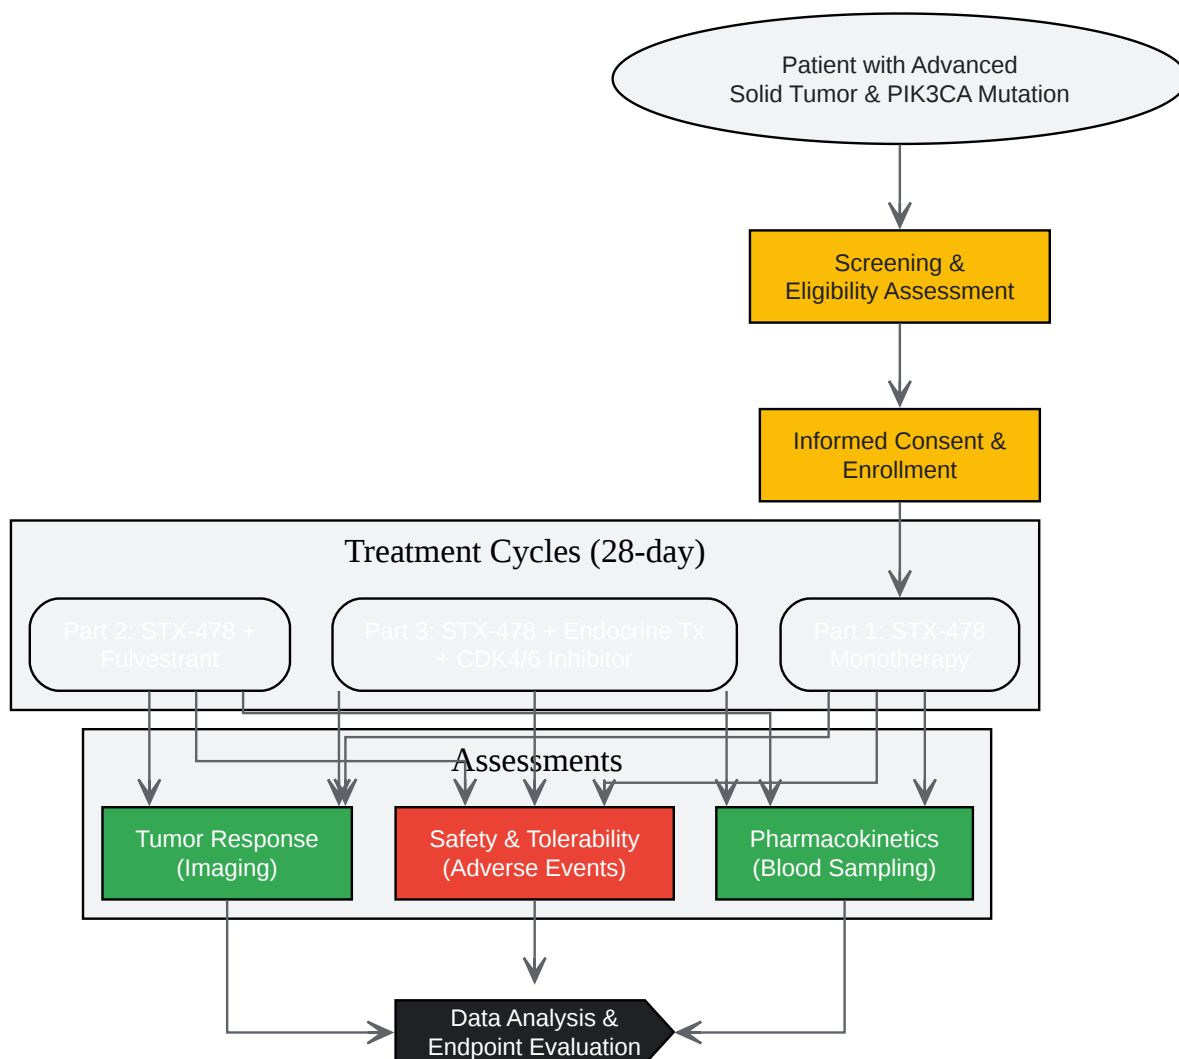 Patient with Advanced
Solid Tumor & PIK3CA Mutation
Screening &
Eligibility Assessment
Informed Consent &
Enrollment
Treatment Cycles (28-day)
Part 2: STX-478 +
Fulvestrant
Part 3: STX-478 + Endocrine Tx
+ CDK4/6 Inhibitor
Part 1: STX-478
Monotherapy
Assessments
Tumor Response
(Imaging)
Safety & Tolerability
(Adverse Events)
Pharmacokinetics
(Blood Sampling)
Data Analysis &
Endpoint Evaluation